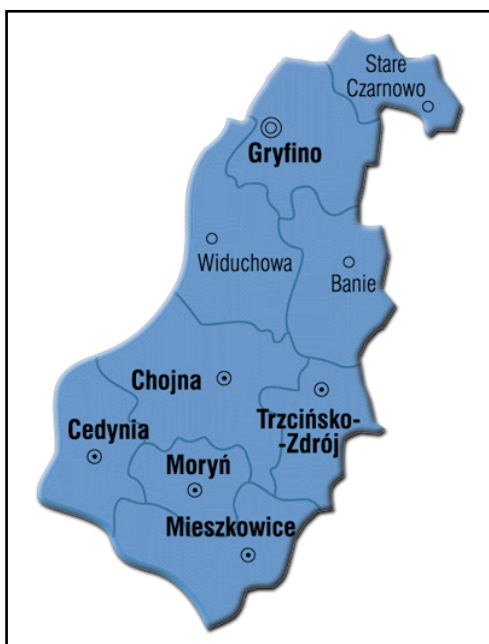 Stare
Czarnowo
Gryfino
Widuchowa
Banie
Chojna
Trzcińsko-
-Zdrój
Cedynia
Moryń
Mieszkowice